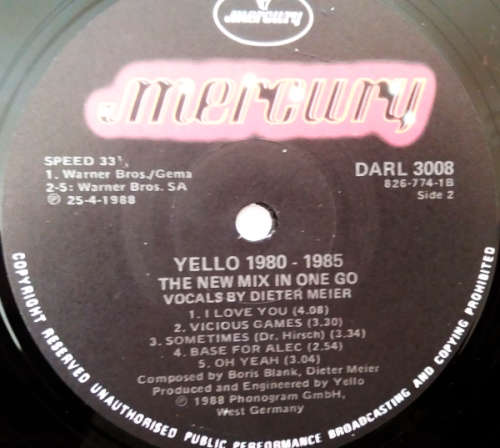 mercury
mercury
SPEED 33⅓
1. Warner Bros./Gema
2-5: Warner Bros. SA
℗ 25-4-1988
DARL 3008
826-774-1B
Side 2
YELLO 1980 - 1985
THE NEW MIX IN ONE GO
VOCALS BY DIETER MEIER
1. I LOVE YOU (4.08)
2. VICIOUS GAMES (3.30)
3. SOMETIMES (Dr. Hirsch) (3.34)
4. BASE FOR ALEC (2.54)
5. OH YEAH (3.04)
Composed by Boris Blank, Dieter Meier
Produced and Engineered by Yello
℗ 1988 Phonogram GmbH,
West Germany
COPYRIGHT RESERVED UNAUTHORISED PUBLIC PERFORMANCE BROADCASTING AND COPYING PROHIBITED